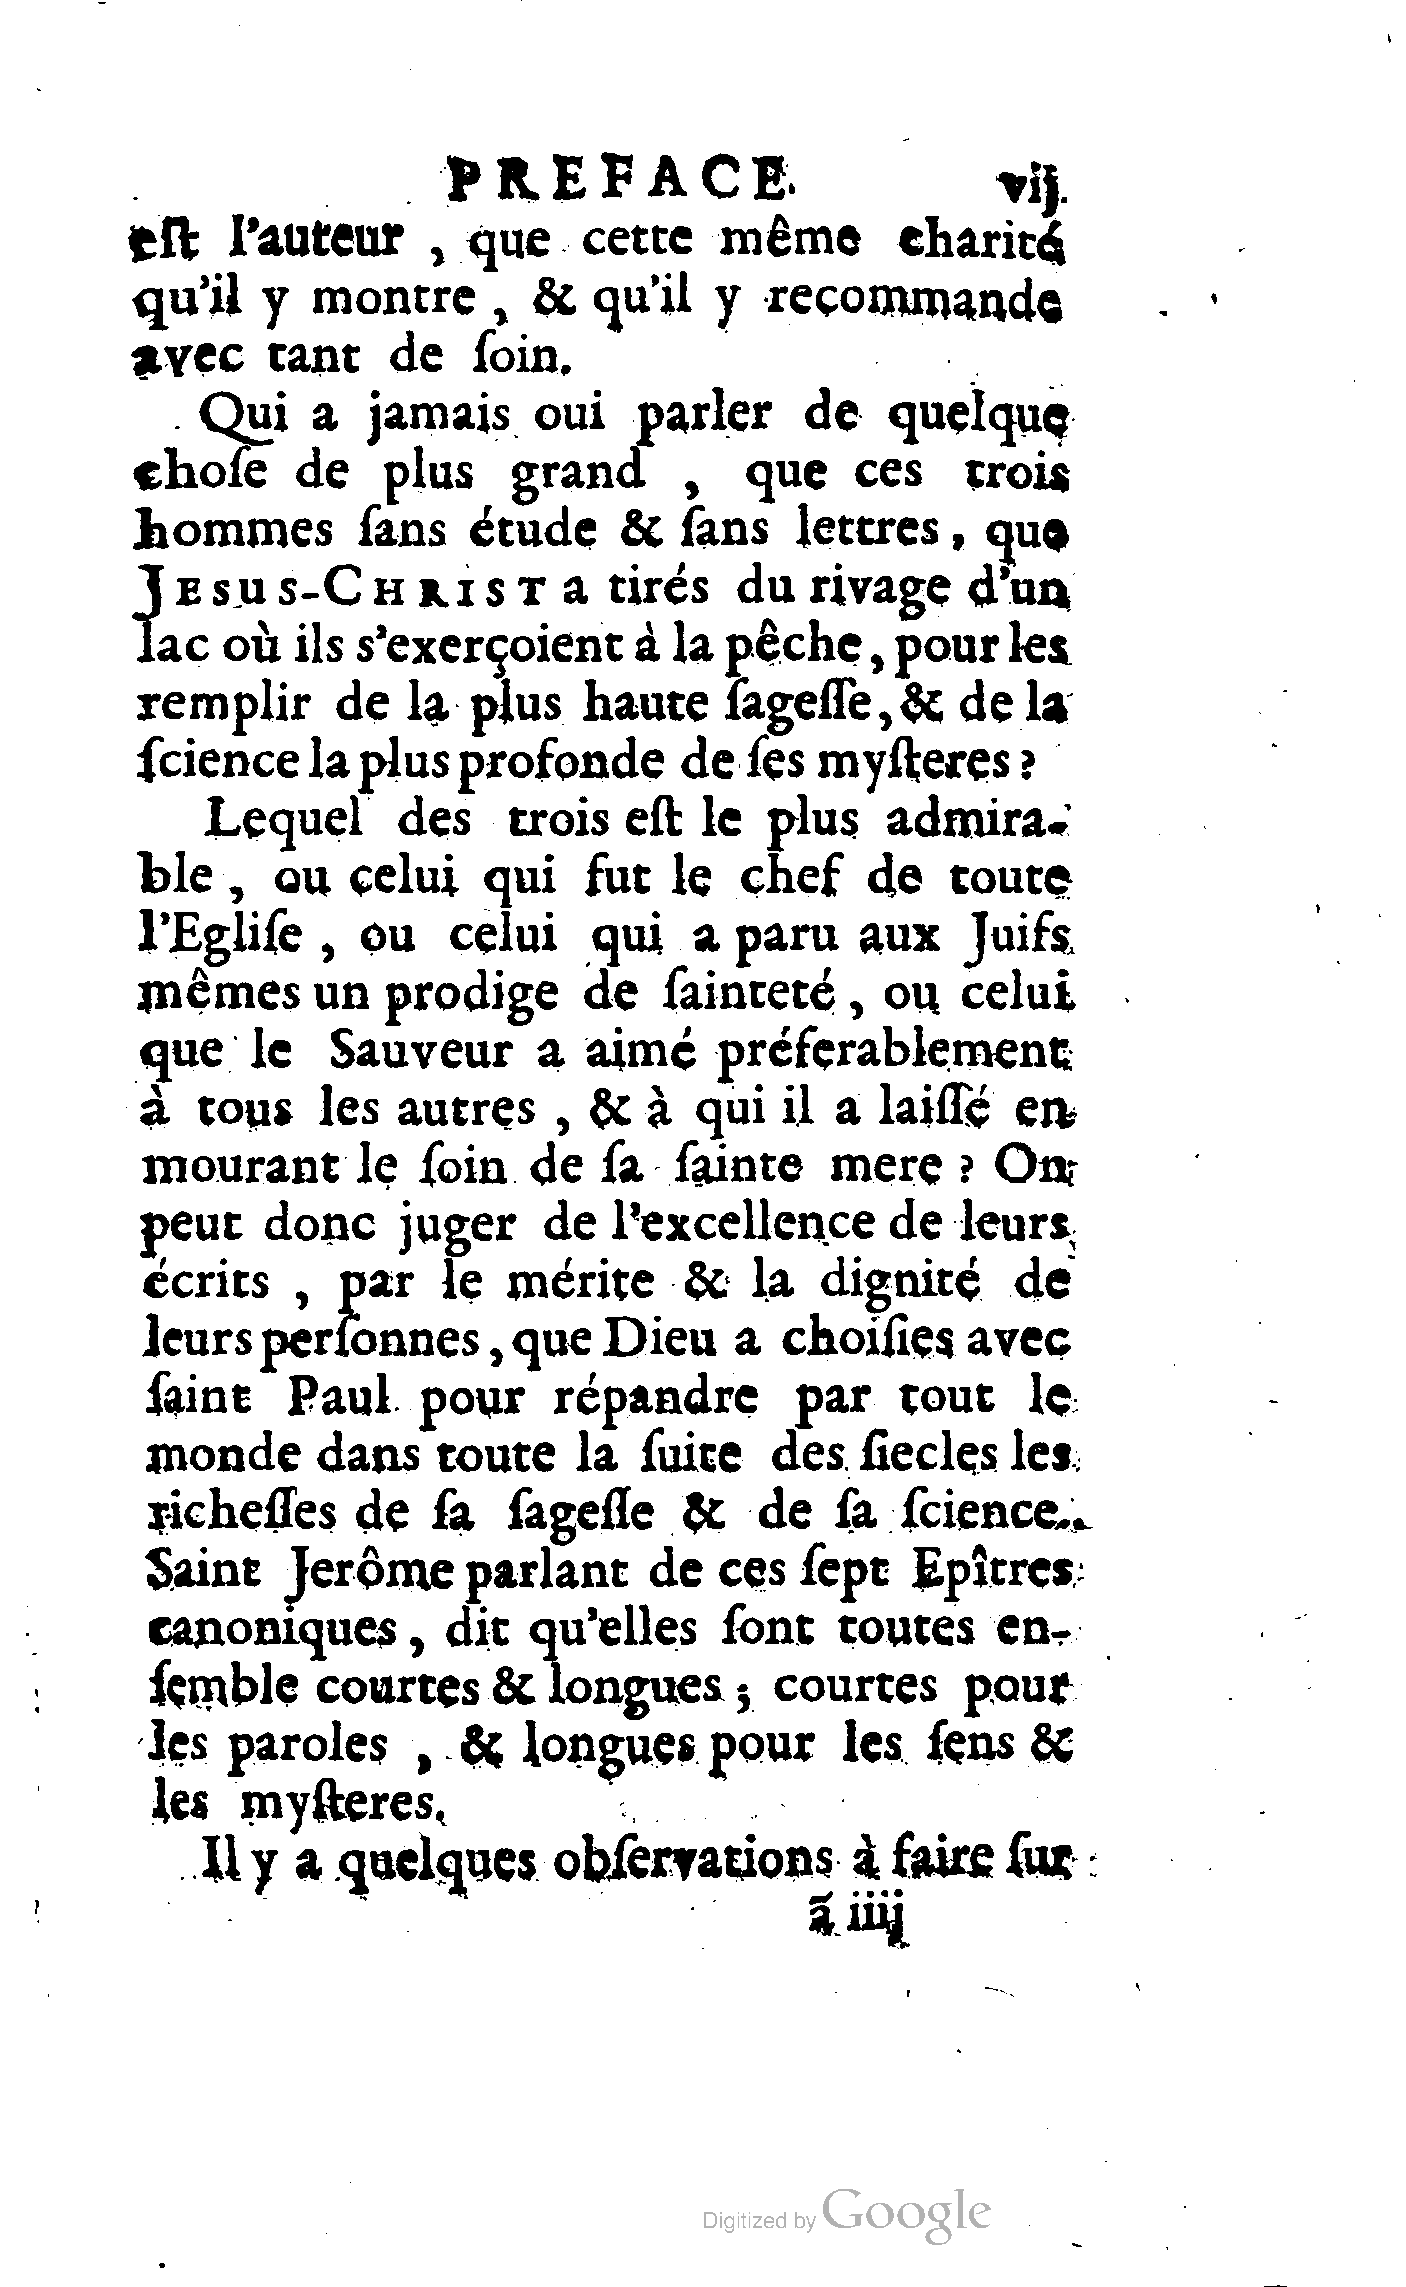 PREFACE. vij.
eſt l'auteur , que cette même charité
qu'il y montre , & qu'il y recommande
avec tant de ſoin.
Qui a jamais oui parler de quelque
choſe de plus grand , que ces trois
hommes ſans étude & ſans lettres, que
JESUS-CHRIST a tirés du rivage d'un
lac où ils s'exerçoient à la pêche, pour les
remplir de la plus haute ſageſſe, & de la
ſcience la plus profonde de ſes myſteres ?
Lequel des trois eſt le plus admira-
ble , ou celui qui fut le chef de toute
l'Egliſe , ou celui qui a paru aux Juifs
mêmes un prodige de ſainteté , ou celui
que le Sauveur a aimé préferablement
à tous les autres , & à qui il a laiſſé en
mourant le ſoin de ſa ſainte mere ? On
peut donc juger de l'excellence de leurs
écrits , par le mérite & la dignité de
leurs perſonnes, que Dieu a choiſies avec
ſaint Paul pour répandre par tout le
monde dans toute la ſuite des ſiecles les
richeſſes de ſa ſageſſe & de ſa ſcience.
Saint Jerôme parlant de ces ſept Epîtres
canoniques, dit qu'elles ſont toutes en-
ſemble courtes & longues ; courtes pour
les paroles , & longues pour les ſens &
les myſteres.
Il y a quelques obſervations à faire ſur
ã iiij
Digitized by Google